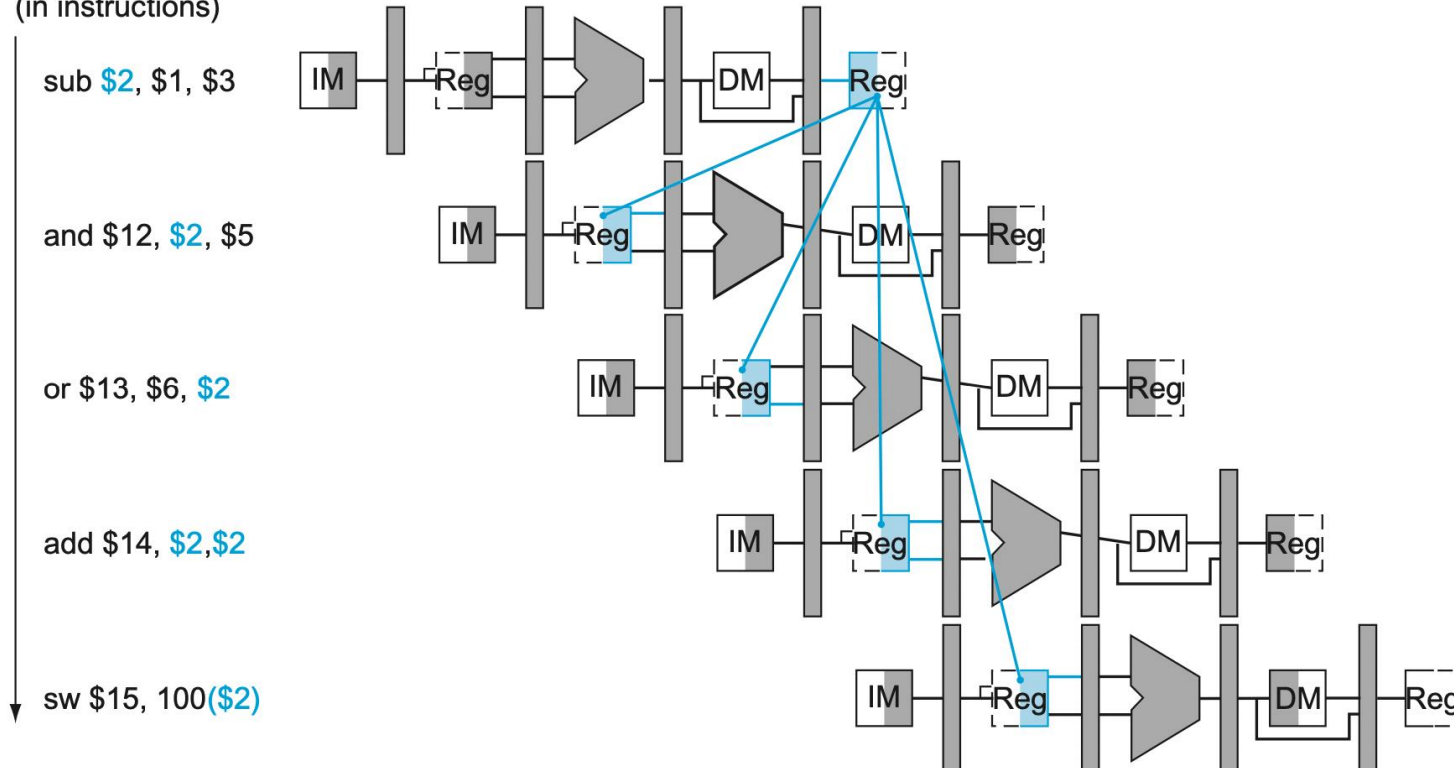 (in instructions)
sub $2, $1, $3
IM Reg DM Reg
and $12, $2, $5
IM Reg DM Reg
or $13, $6, $2
IM Reg DM Reg
add $14, $2,$2
IM Reg DM Reg
sw $15, 100($2)
IM Reg DM Reg